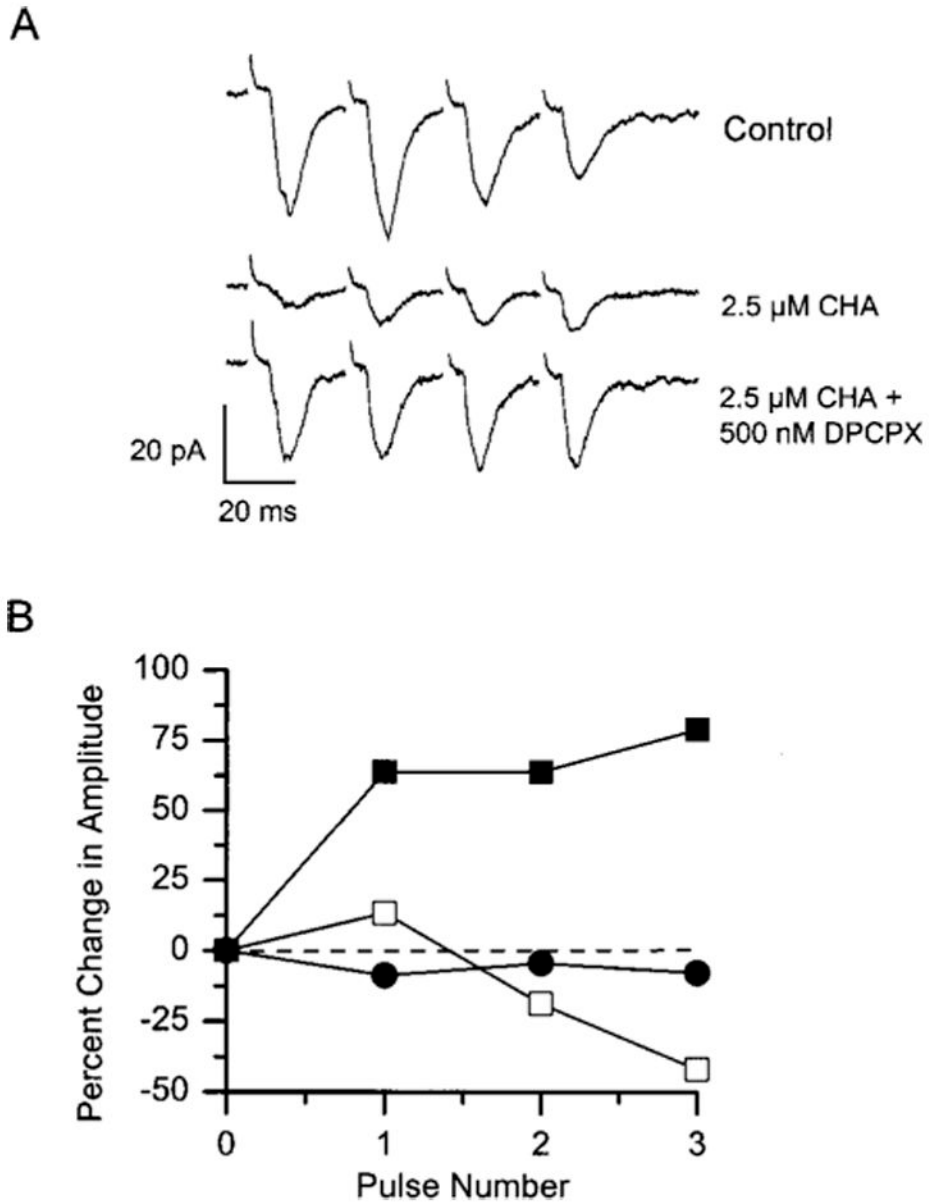 A
Control
2.5 µM CHA
2.5 µM CHA +
500 nM DPCPX
20 pA
20 ms
B
Percent Change in Amplitude
100
75
50
25
0
-25
-50
0 1 2 3
Pulse Number